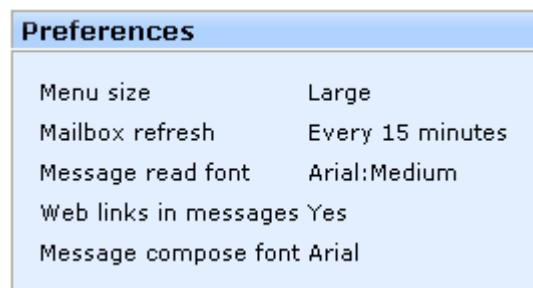 Preferences
Menu size Large
Mailbox refresh Every 15 minutes
Message read font Arial:Medium
Web links in messages Yes
Message compose font Arial